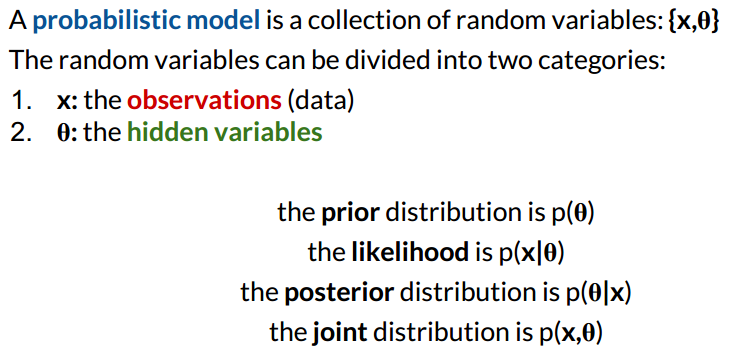 A probabilistic model is a collection of random variables: {x,θ}
The random variables can be divided into two categories:
1. x: the observations (data)
2. θ: the hidden variables
the prior distribution is p(θ)
the likelihood is p(x|θ)
the posterior distribution is p(θ|x)
the joint distribution is p(x,θ)